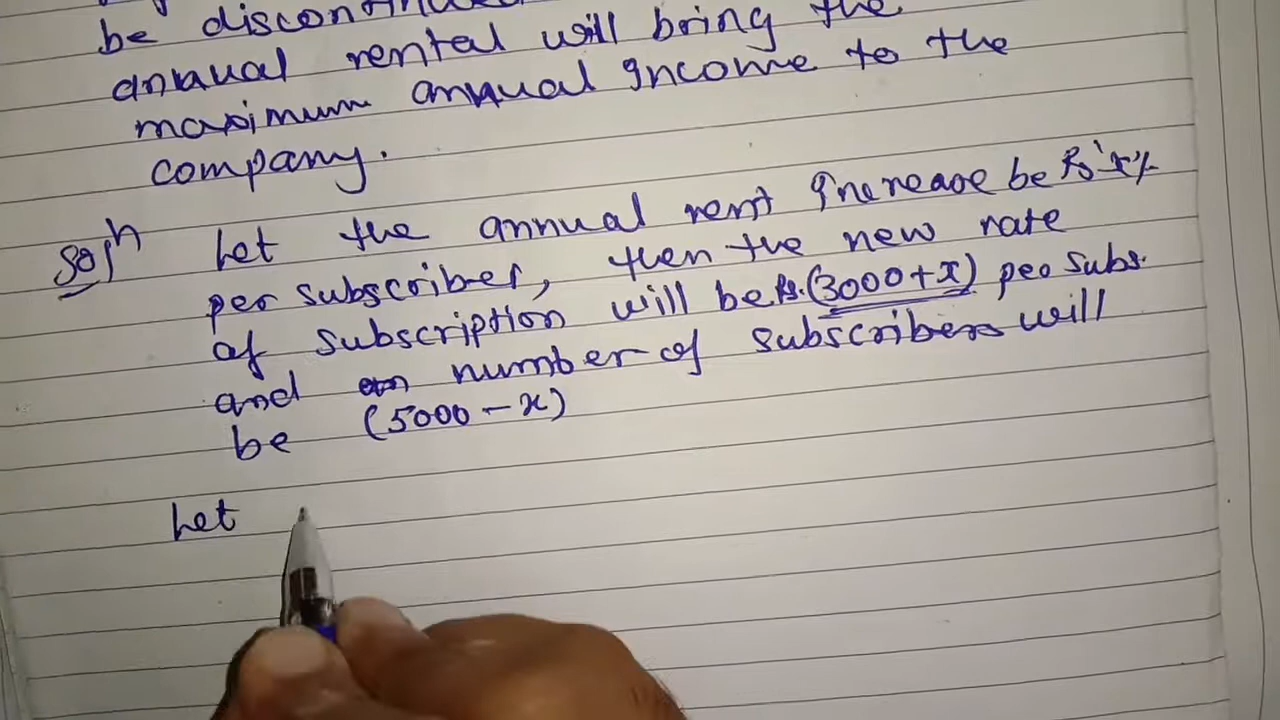 be discontinued
annual rental will bring the
maximum annual income to the
company.
Solⁿ Let the annual rent increase be Rs x/-
per subscriber, then the new rate
of subscription will be Rs. (3000+x) per subs.
and number of subscribers will
be (5000-x)
Let